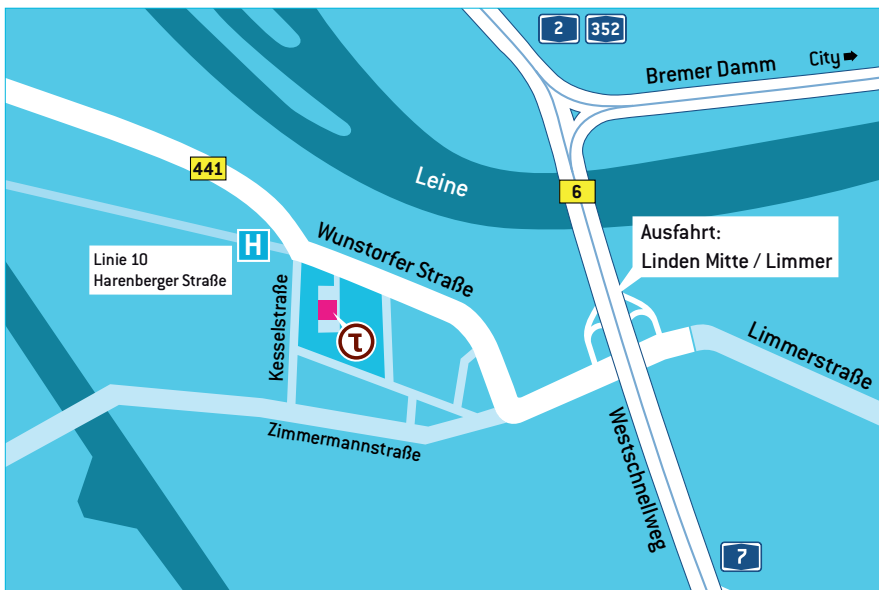 2 352
City
Bremer Damm
441
Leine
6
Ausfahrt:
Linden Mitte / Limmer
H
Wunstorfer Straße
Linie 10
Harenberger Straße
Kesselstraße
Limmerstraße
Zimmermannstraße
Westschnellweg
7